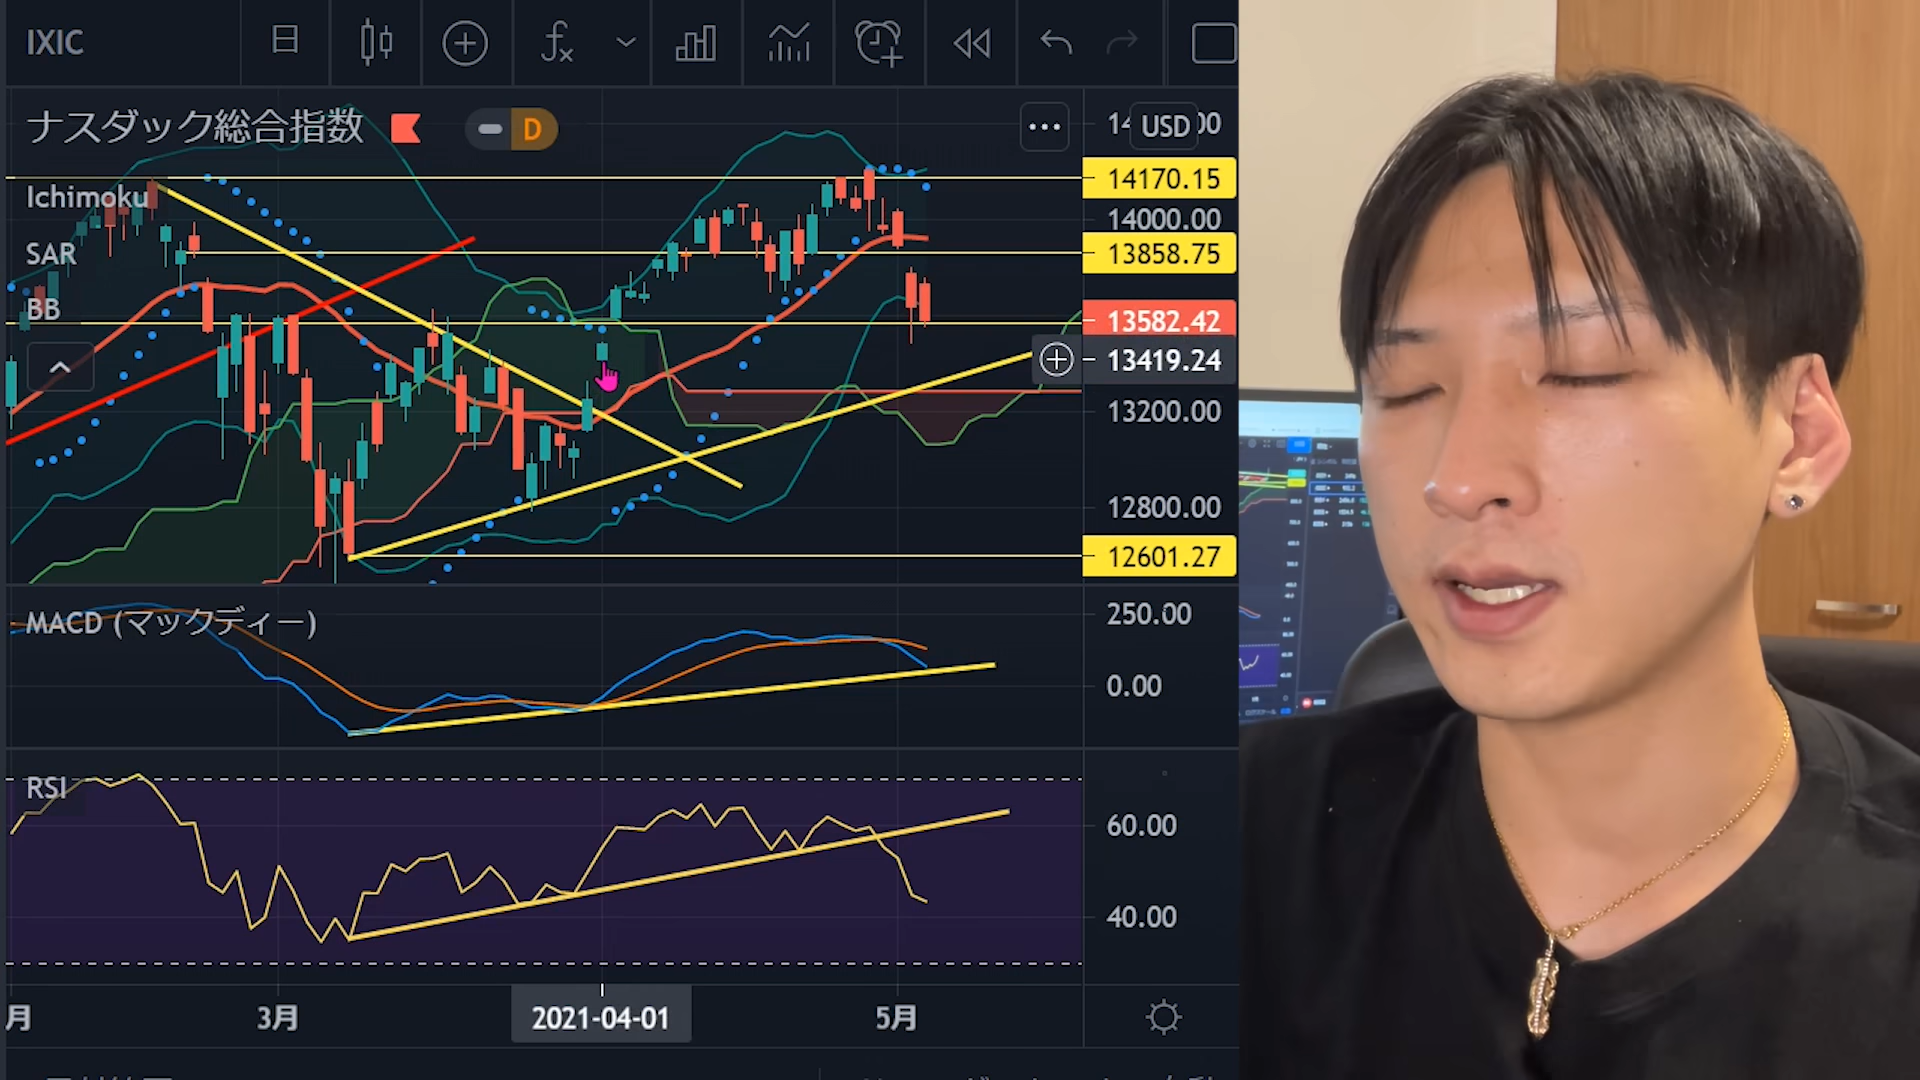 IXIC
ナスダック総合指数
D
USD
Ichimoku
SAR
BB
14170.15
14000.00
13858.75
13582.42
13419.24
13200.00
12800.00
12601.27
MACD (マックディー)
250.00
0.00
RSI
60.00
40.00
月
3月
2021-04-01
5月